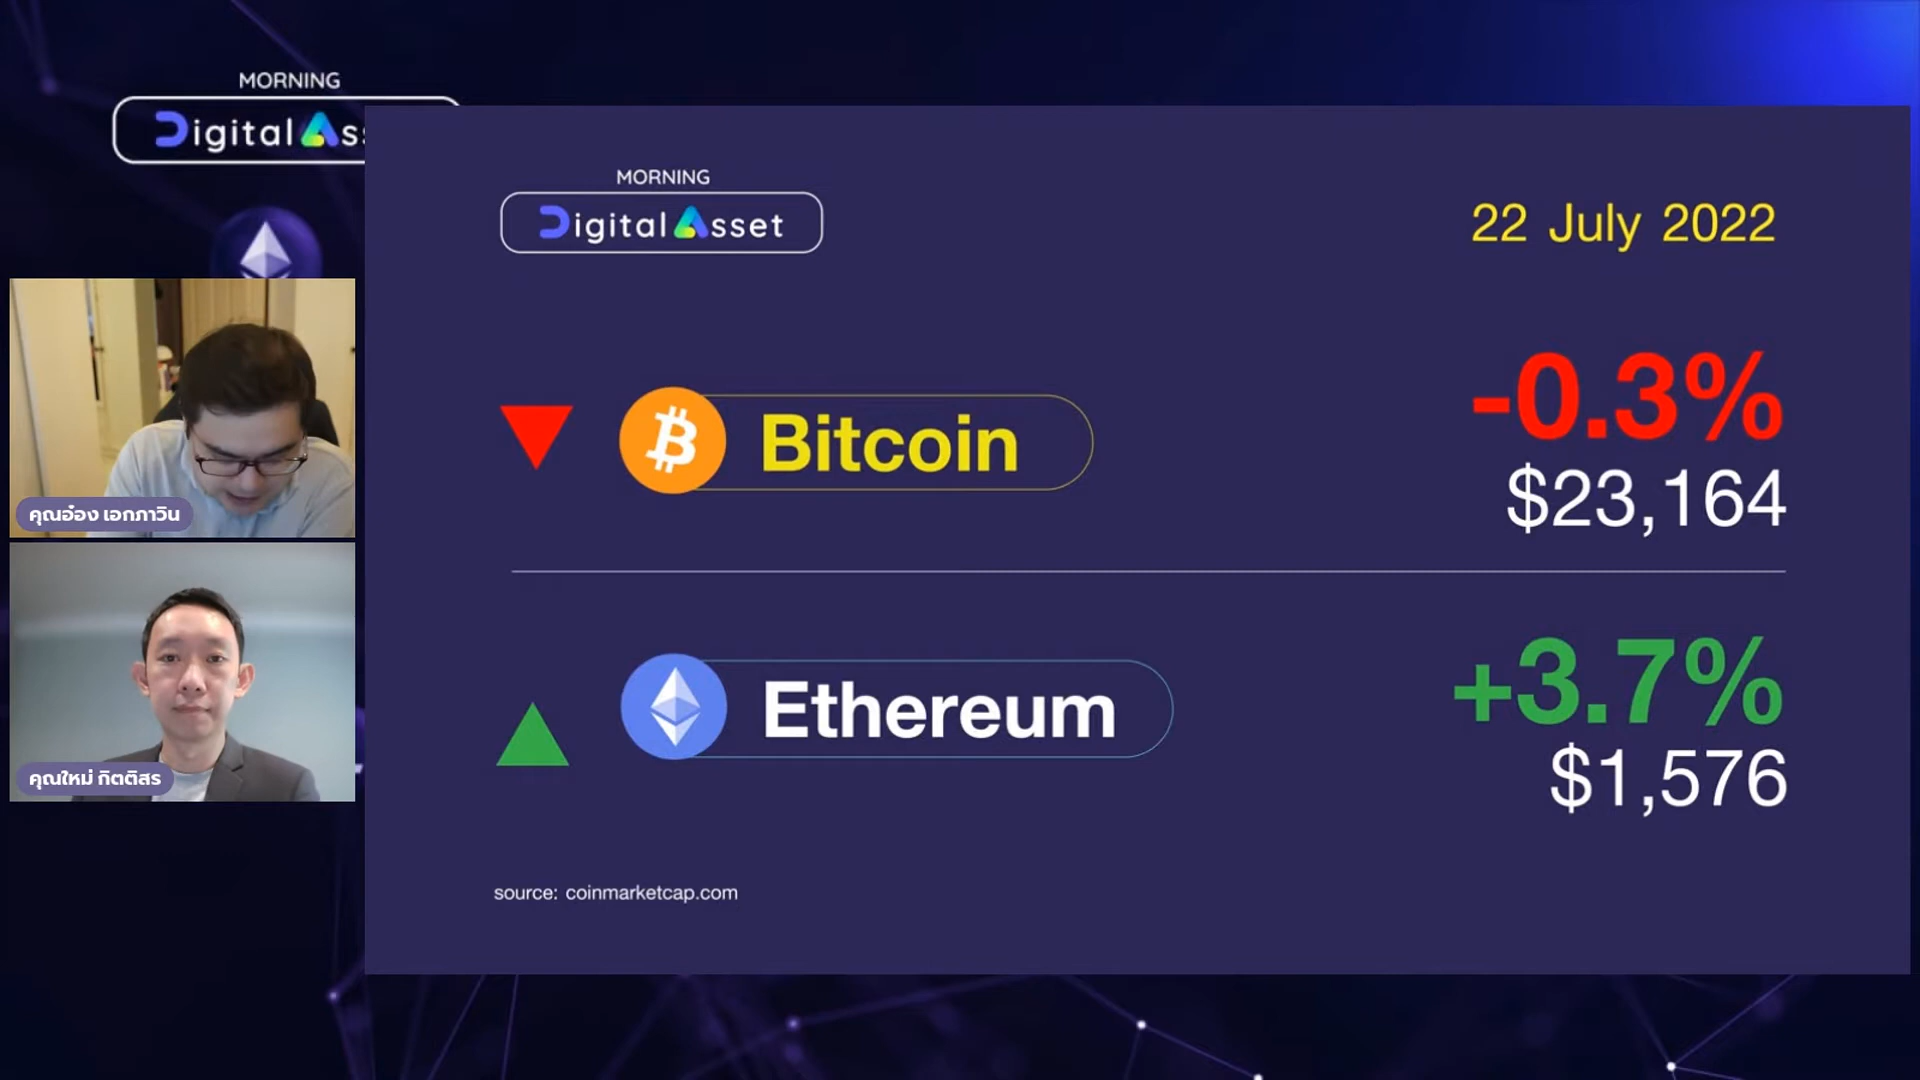 MORNING
Digital Ass
MORNING
Digital Asset
22 July 2022
Bitcoin
-0.3%
$23,164
Ethereum
+3.7%
$1,576
source: coinmarketcap.com
คุณอ๋อง เอกภาวิน
คุณใหม่ กิตติสร